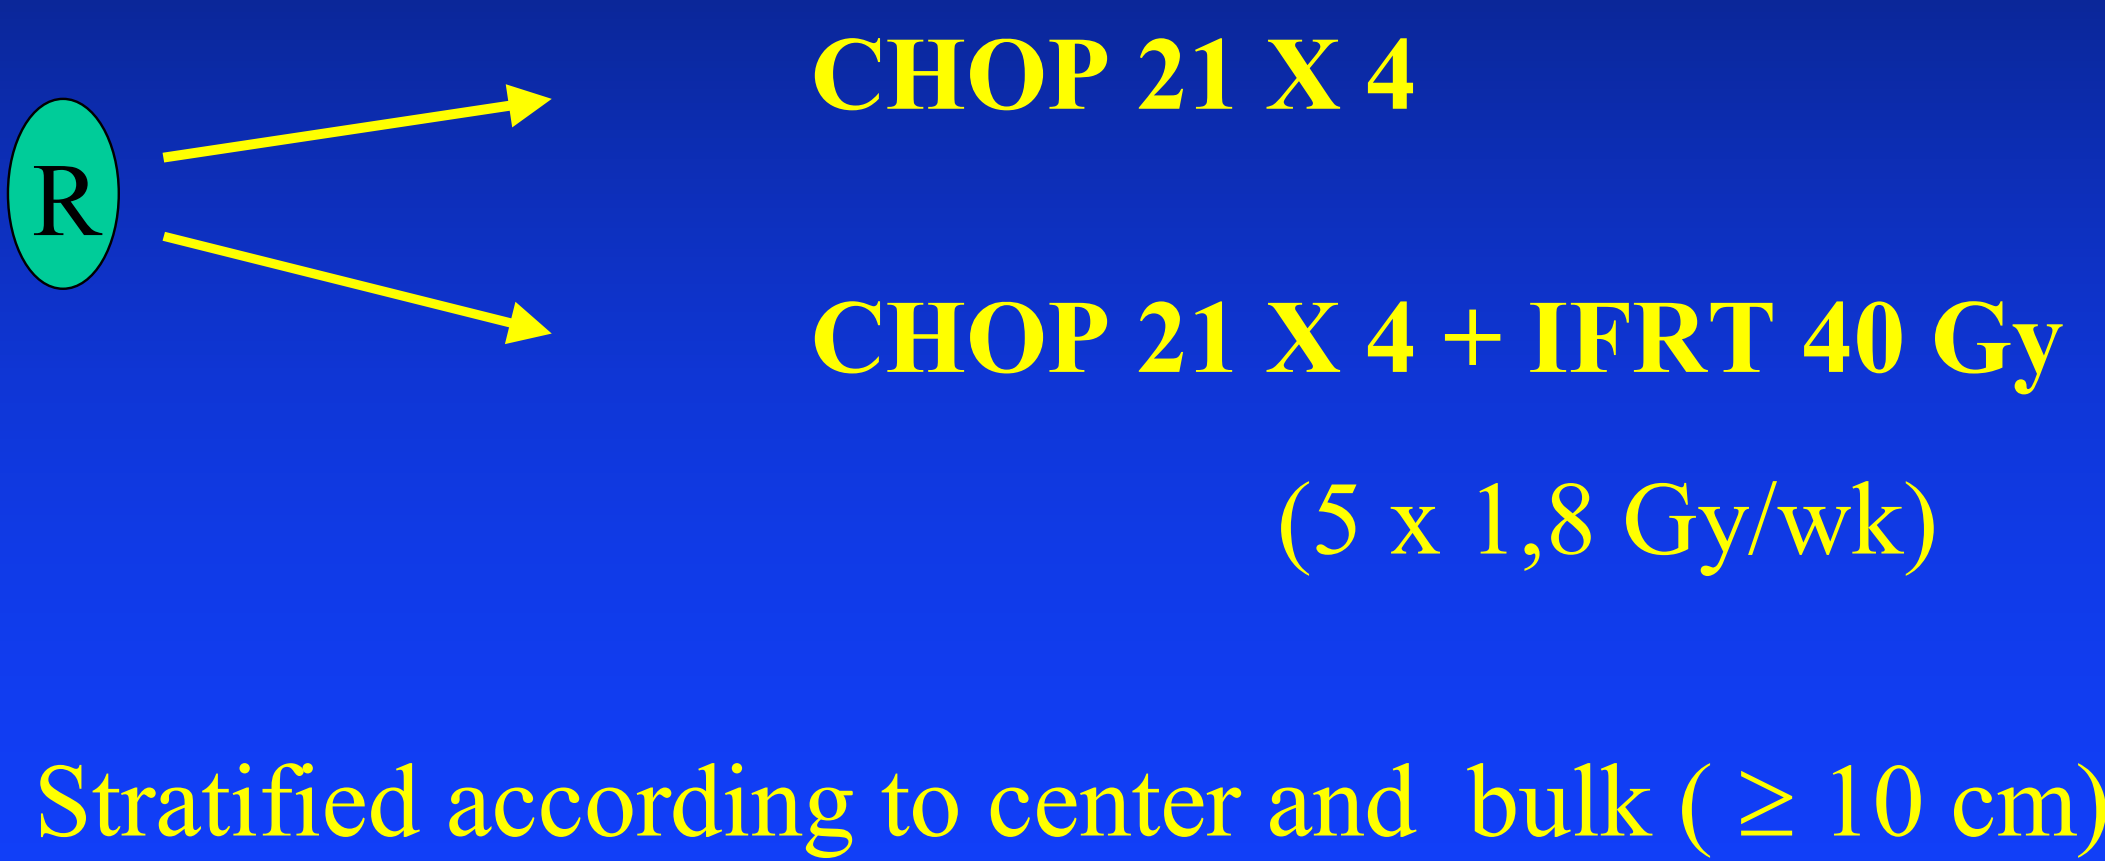 CHOP 21 X 4
R
CHOP 21 X 4 + IFRT 40 Gy
(5 x 1,8 Gy/wk)
Stratified according to center and bulk ( ≥ 10 cm)